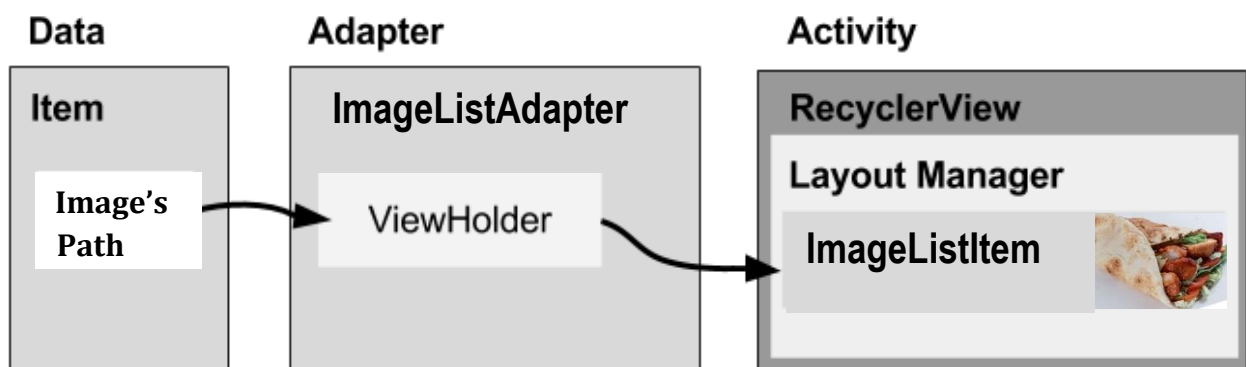 Data
Item
Image’s
Path
Adapter
ImageListAdapter
ViewHolder
Activity
RecyclerView
Layout Manager
ImageListItem